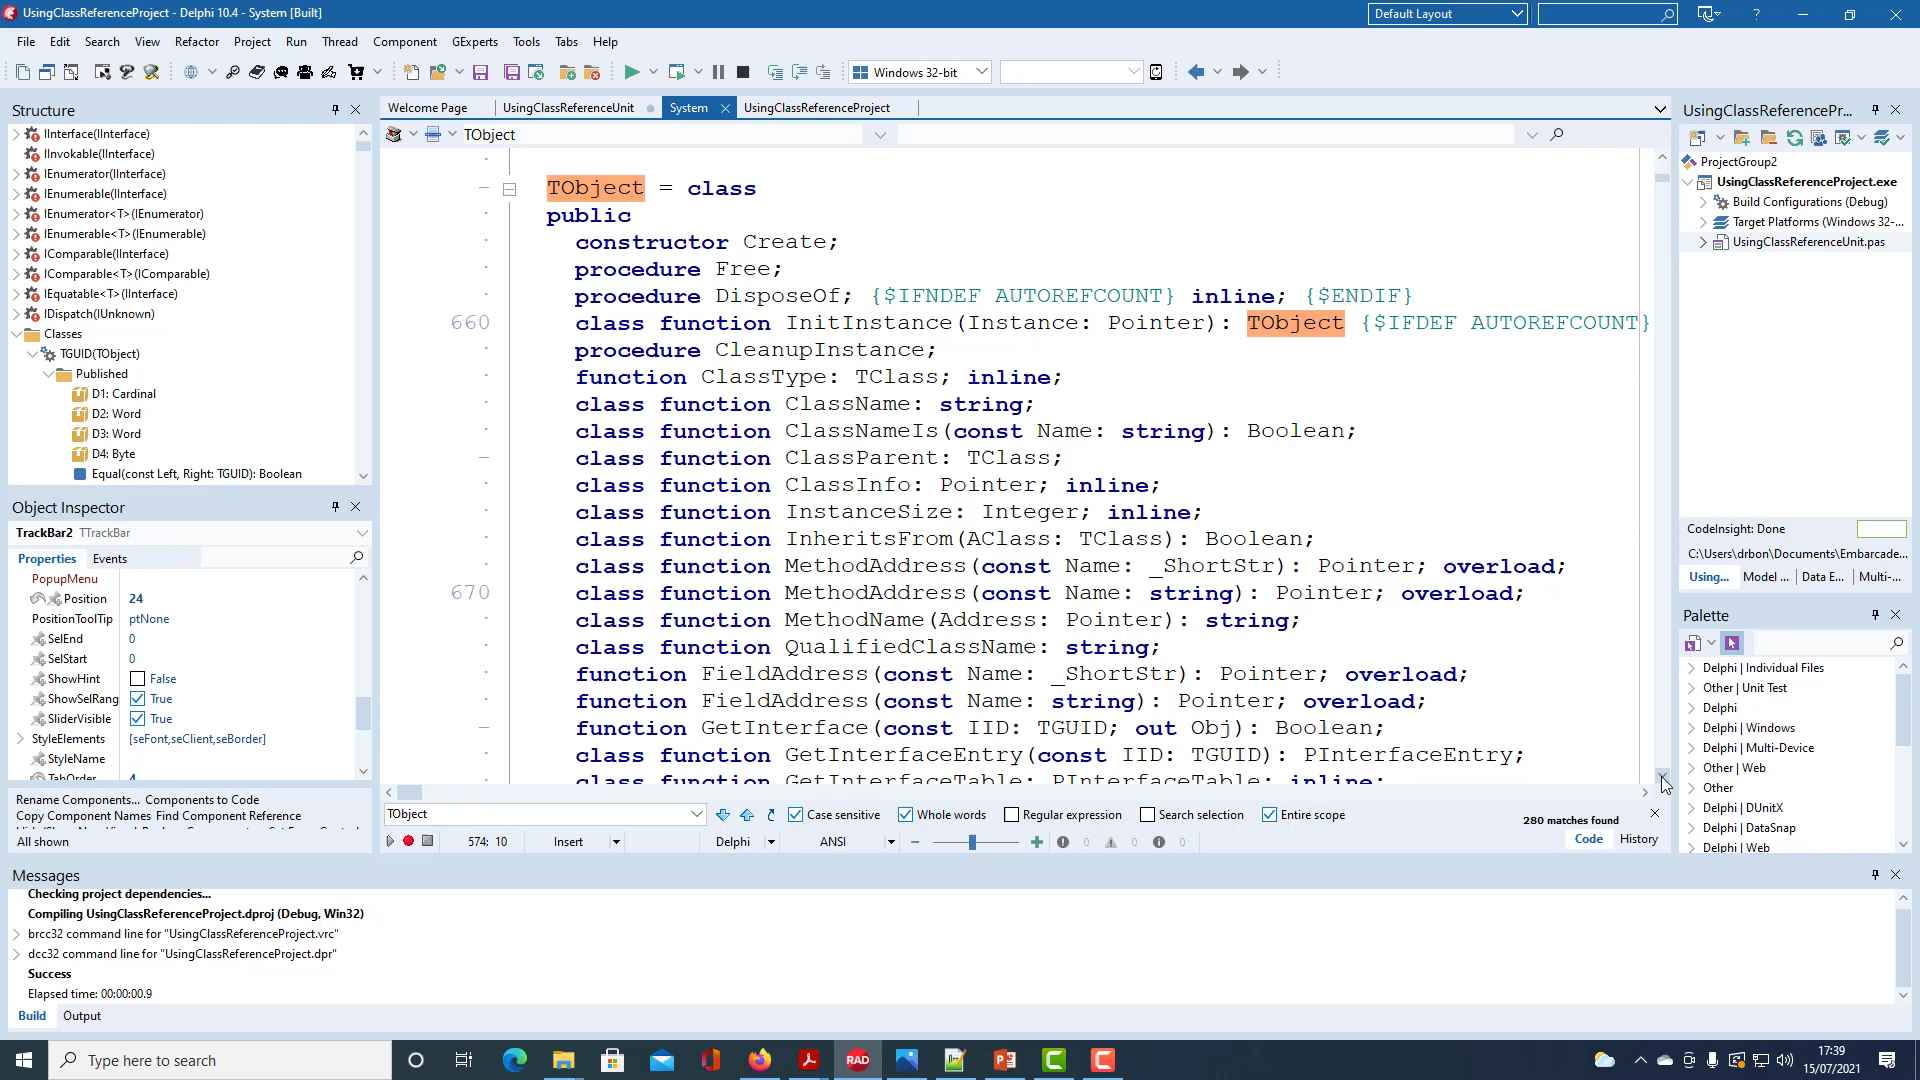 UsingClassReferenceProject - Delphi 10.4 - System [Built]
Default Layout
File Edit Search View Refactor Project Run Thread Component GExperts Tools Tabs Help
Windows 32-bit
Structure
IInterface(IInterface)
IInvokable(IInterface)
IEnumerator(IInterface)
IEnumerable(IInterface)
IEnumerator<T>(IEnumerator)
IEnumerable<T>(IEnumerable)
IComparable(IInterface)
IComparable<T>(IComparable)
IEquatable<T>(IInterface)
IDispatch(IUnknown)
Classes
TGUID(TObject)
Published
D1: Cardinal
D2: Word
D3: Word
D4: Byte
Equal(const Left, Right: TGUID): Boolean
Object Inspector
TrackBar2 TTrackBar
Properties Events
PopupMenu
Position 24
PositionToolTip ptNone
SelEnd 0
SelStart 0
ShowHint False
ShowSelRang True
SliderVisible True
StyleElements [seFont,seClient,seBorder]
StyleName
TabOrder 4
Rename Components... Components to Code
Copy Component Names Find Component Reference
All shown
Welcome Page UsingClassReferenceUnit System UsingClassReferenceProject
TObject
TObject = class
public
constructor Create;
procedure Free;
procedure DisposeOf; {$IFNDEF AUTOREFCOUNT} inline; {$ENDIF}
660 class function InitInstance(Instance: Pointer): TObject {$IFDEF AUTOREFCOUNT}
procedure CleanupInstance;
function ClassType: TClass; inline;
class function ClassName: string;
class function ClassNameIs(const Name: string): Boolean;
class function ClassParent: TClass;
class function ClassInfo: Pointer; inline;
class function InstanceSize: Integer; inline;
class function InheritsFrom(AClass: TClass): Boolean;
class function MethodAddress(const Name: _ShortStr): Pointer; overload;
670 class function MethodAddress(const Name: string): Pointer; overload;
class function MethodName(Address: Pointer): string;
class function QualifiedClassName: string;
function FieldAddress(const Name: _ShortStr): Pointer; overload;
function FieldAddress(const Name: string): Pointer; overload;
function GetInterface(const IID: TGUID; out Obj): Boolean;
class function GetInterfaceEntry(const IID: TGUID): PInterfaceEntry;
class function GetInterfaceTable: PInterfaceTable; inline;
TObject Case sensitive Whole words Regular expression Search selection Entire scope 280 matches found
574: 10 Insert Delphi ANSI 0 0 0 Code History
UsingClassReferencePr...
ProjectGroup2
UsingClassReferenceProject.exe
Build Configurations (Debug)
Target Platforms (Windows 32-...
UsingClassReferenceUnit.pas
CodeInsight: Done
C:\Users\drbon\Documents\Embarcade...
Using... Model ... Data E... Multi-...
Palette
Delphi | Individual Files
Other | Unit Test
Delphi
Delphi | Windows
Delphi | Multi-Device
Other | Web
Other
Delphi | DUnitX
Delphi | DataSnap
Delphi | Web
Messages
Checking project dependencies...
Compiling UsingClassReferenceProject.dproj (Debug, Win32)
brcc32 command line for "UsingClassReferenceProject.vrc"
dcc32 command line for "UsingClassReferenceProject.dpr"
Success
Elapsed time: 00:00:00.9
Build Output
Type here to search
RAD
17:39
15/07/2021